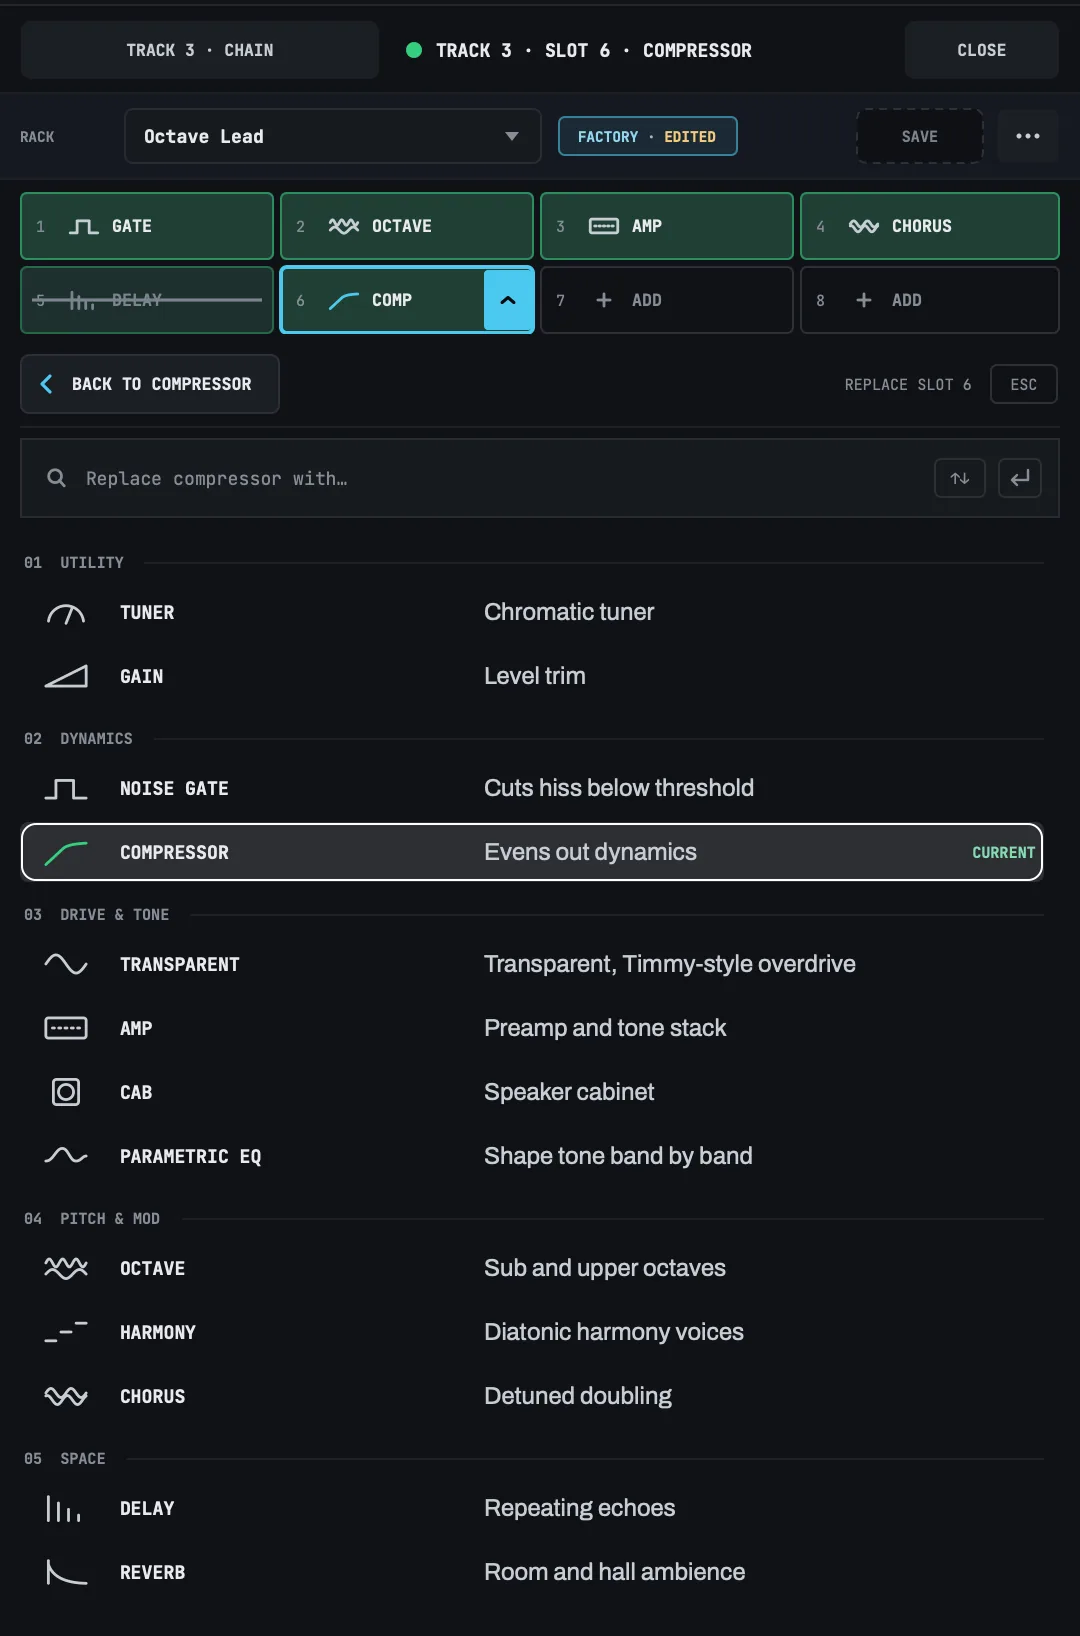 TRACK 3 · CHAIN
TRACK 3 · SLOT 6 · COMPRESSOR
CLOSE
RACK
Octave Lead
FACTORY · EDITED
SAVE
1 GATE
2 OCTAVE
3 AMP
4 CHORUS
5 DELAY
6 COMP
7 + ADD
8 + ADD
BACK TO COMPRESSOR
REPLACE SLOT 6
ESC
Replace compressor with…
01 UTILITY
TUNER Chromatic tuner
GAIN Level trim
02 DYNAMICS
NOISE GATE Cuts hiss below threshold
COMPRESSOR Evens out dynamics CURRENT
03 DRIVE & TONE
TRANSPARENT Transparent, Timmy-style overdrive
AMP Preamp and tone stack
CAB Speaker cabinet
PARAMETRIC EQ Shape tone band by band
04 PITCH & MOD
OCTAVE Sub and upper octaves
HARMONY Diatonic harmony voices
CHORUS Detuned doubling
05 SPACE
DELAY Repeating echoes
REVERB Room and hall ambience